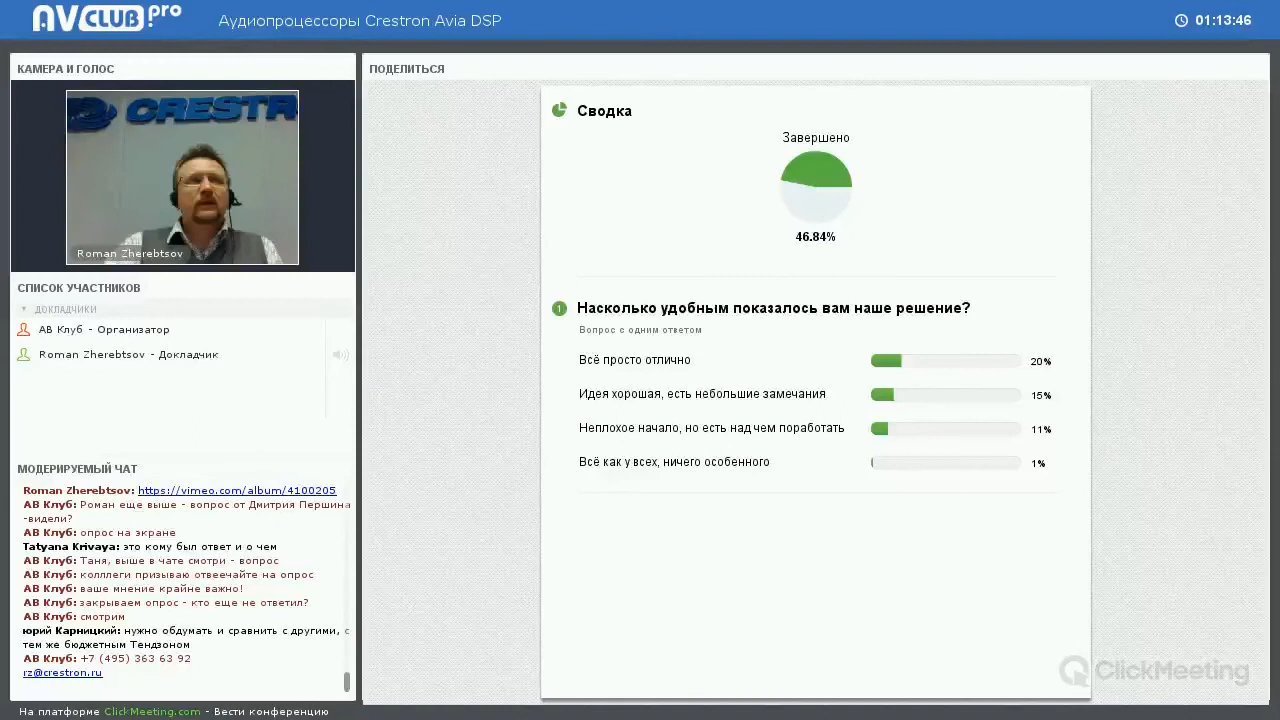 AVCLUB.pro
Аудиопроцессоры Crestron Avia DSP
01:13:46
КАМЕРА И ГОЛОС
CRESTR
Roman Zherebtsov
СПИСОК УЧАСТНИКОВ
ДОКЛАДЧИКИ
АВ Клуб - Организатор
Roman Zherebtsov - Докладчик
МОДЕРИРУЕМЫЙ ЧАТ
Roman Zherebtsov: https://vimeo.com/album/4100205
АВ Клуб: Роман еще выше - вопрос от Дмитрия Першина
-видели?
АВ Клуб: опрос на экране
Tatyana Krivaya: это кому был ответ и о чем
АВ Клуб: Таня, выше в чате смотри - вопрос
АВ Клуб: колллеги призываю отвеечайте на опрос
АВ Клуб: ваше мнение крайне важно!
АВ Клуб: закрываем опрос - кто еще не ответил?
АВ Клуб: смотрим
юрий Карницкий: нужно обдумать и сравнить с другими, с
тем же бюджетным Тендзоном
АВ Клуб: +7 (495) 363 63 92
rz@crestron.ru
На платформе ClickMeeting.com - Вести конференцию
ПОДЕЛИТЬСЯ
Сводка
Завершено
46.84%
1 Насколько удобным показалось вам наше решение?
Вопрос с одним ответом
Всё просто отлично 20%
Идея хорошая, есть небольшие замечания 15%
Неплохое начало, но есть над чем поработать 11%
Всё как у всех, ничего особенного 1%
ClickMeeting